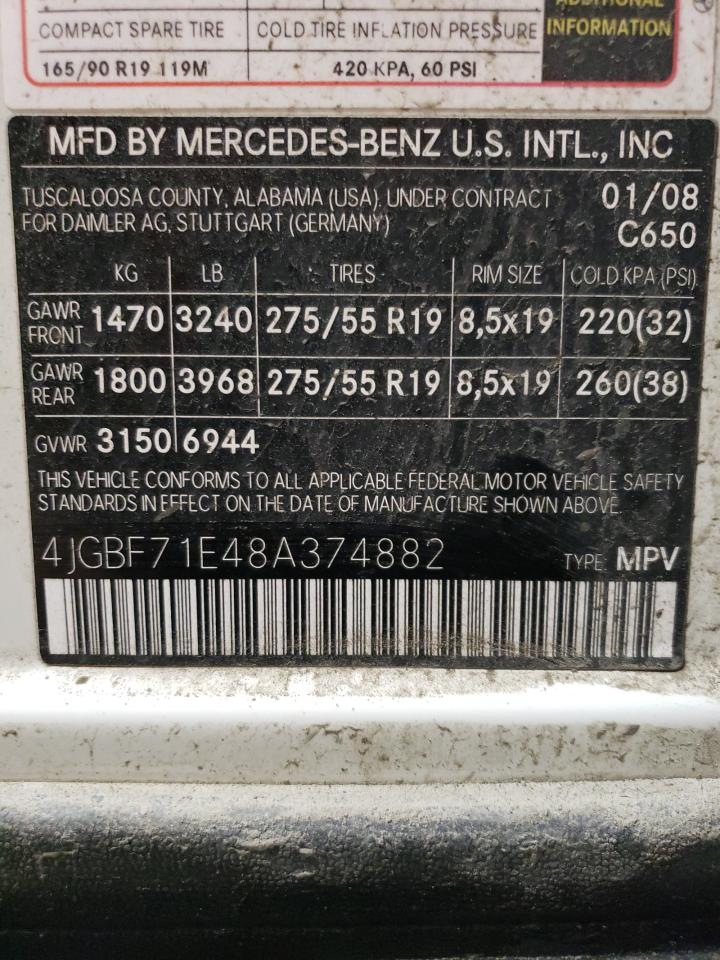 COMPACT SPARE TIRE COLD TIRE INFLATION PRESSURE INFORMATION
165/90 R19 119M 420 KPA, 60 PSI
MFD BY MERCEDES-BENZ U.S. INTL., INC
TUSCALOOSA COUNTY, ALABAMA (USA). UNDER CONTRACT 01/08
FOR DAIMLER AG, STUTTGART (GERMANY) C650
KG LB TIRES RIM SIZE COLD KPA (PSI)
GAWR FRONT 1470 3240 275/55 R19 8,5x19 220(32)
GAWR REAR 1800 3968 275/55 R19 8,5x19 260(38)
GVWR 3150 6944
THIS VEHICLE CONFORMS TO ALL APPLICABLE FEDERAL MOTOR VEHICLE SAFETY
STANDARDS IN EFFECT ON THE DATE OF MANUFACTURE SHOWN ABOVE.
4JGBF71E48A374882 TYPE: MPV